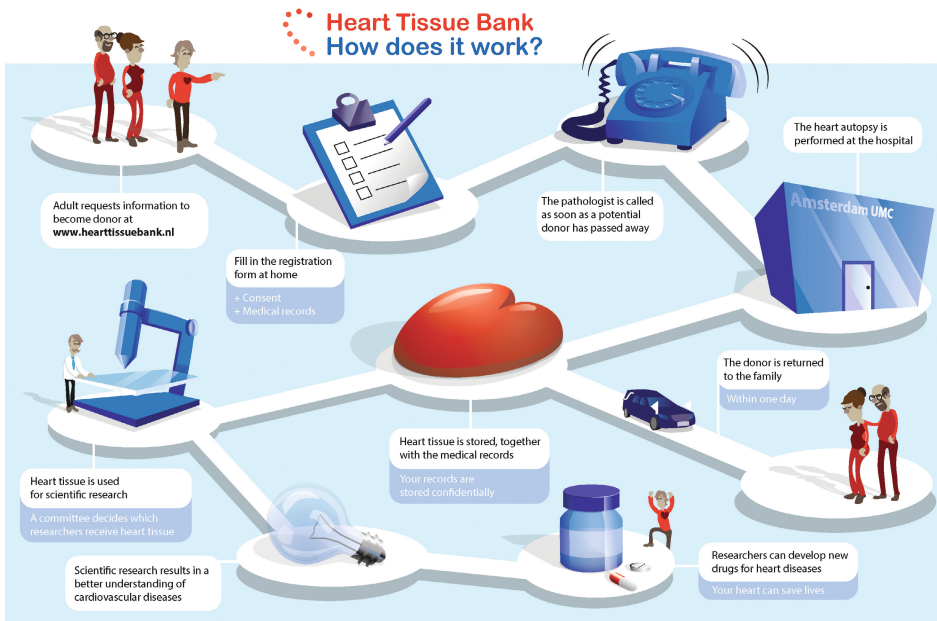 Heart Tissue Bank
How does it work?
Adult requests information to
become donor at
www.hearttissuebank.nl
Fill in the registration
form at home
+ Consent
+ Medical records
The pathologist is called
as soon as a potential
donor has passed away
The heart autopsy is
performed at the hospital
Amsterdam UMC
The donor is returned
to the family
Within one day
Heart tissue is stored, together
with the medical records
Your records are
stored confidentially
Heart tissue is used
for scientific research
A committee decides which
researchers receive heart tissue
Scientific research results in a
better understanding of
cardiovascular diseases
Researchers can develop new
drugs for heart diseases
Your heart can save lives